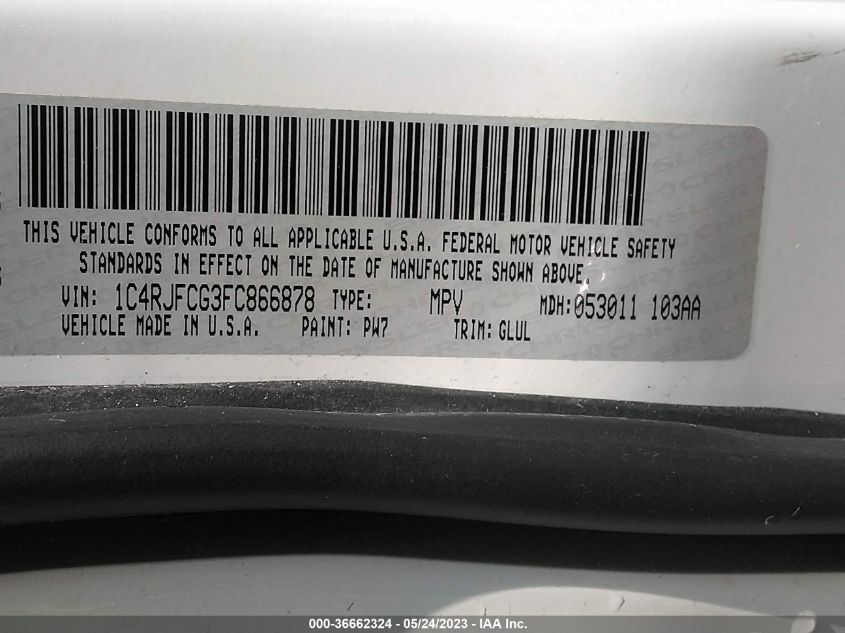 THIS VEHICLE CONFORMS TO ALL APPLICABLE U.S.A. FEDERAL MOTOR VEHICLE SAFETY
STANDARDS IN EFFECT ON THE DATE OF MANUFACTURE SHOWN ABOVE.
VIN: 1C4RJFCG3FC866878 TYPE: MPV MDH:053011 103AA
VEHICLE MADE IN U.S.A. PAINT: PW7 TRIM: GLUL
000-36662324 — 05/24/2023 — IAA Inc.